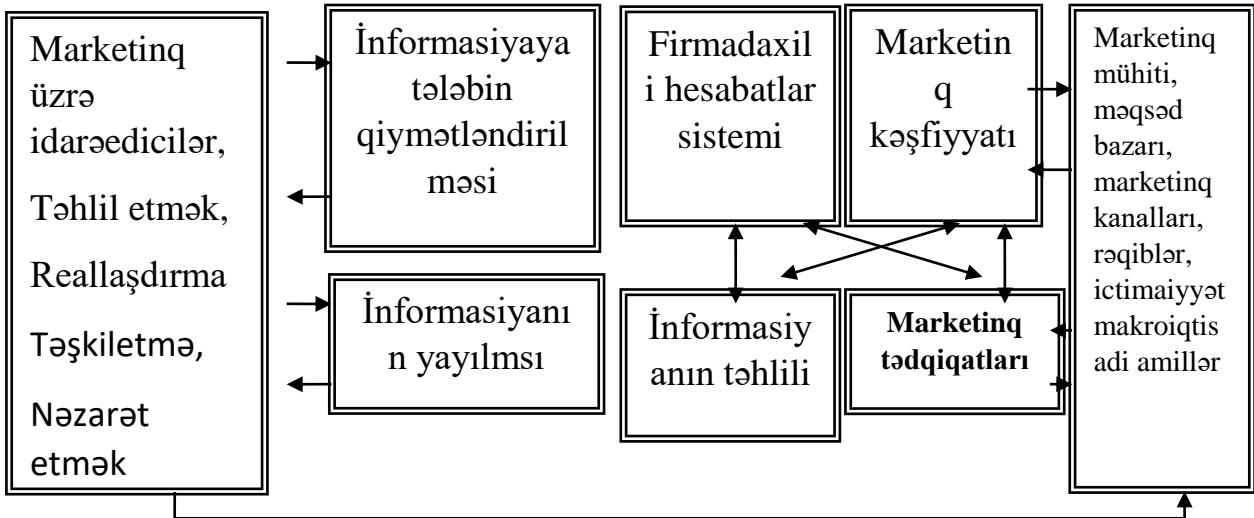 Marketinq
üzrə
idarəedicilər,
Təhlil etmək,
Reallaşdırma
Təşkiletmə,
Nəzarət
etmək
İnformasiyaya
tələbin
qiymətləndiril
məsi
İnformasiyanı
n yayılmsı
Firmadaxil
i hesabatlar
sistemi
Marketin
q
kəşfiyyatı
İnformasiy
anın təhlili
Marketinq
tədqiqatları
Marketinq
mühiti,
məqsəd
bazarı,
marketinq
kanalları,
rəqiblər,
ictimaiyyət
makroiqtis
adi amillər